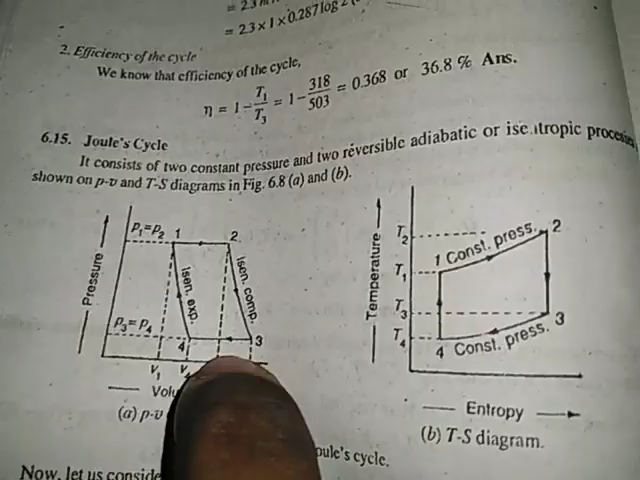 = 2.3 × 1 × 0.287 log 2
2. Efficiency of the cycle
We know that efficiency of the cycle,
η = 1 − T₁/T₃ = 1 − 318/503 = 0.368 or 36.8 % Ans.
6.15. Joule's Cycle
It consists of two constant pressure and two reversible adiabatic or isentropic processes
shown on p-v and T-S diagrams in Fig. 6.8 (a) and (b).
Pressure
p₁=p₂
1
2
Isen. exp.
Isen. comp.
p₃=p₄
4
3
V₁
(a) p-v
Temperature
T₂
T₁
T₃
T₄
1
Const. press.
2
3
4
Const. press.
Entropy
(b) T-S diagram.
Joule's cycle.
Now, let us conside